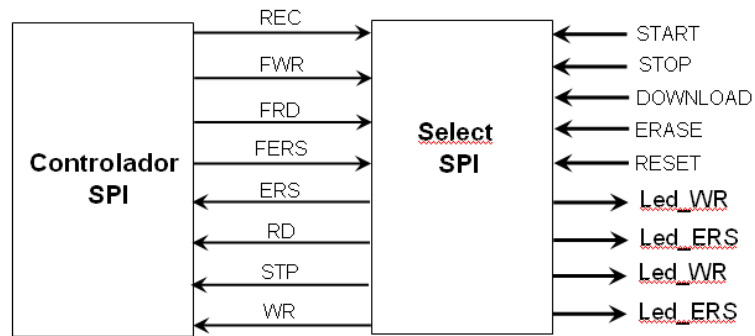 REC
FWR
FRD
FERS
ERS
RD
STP
WR
Controlador
SPI
Select
SPI
START
STOP
DOWNLOAD
ERASE
RESET
Led_WR
Led_ERS
Led_WR
Led_ERS